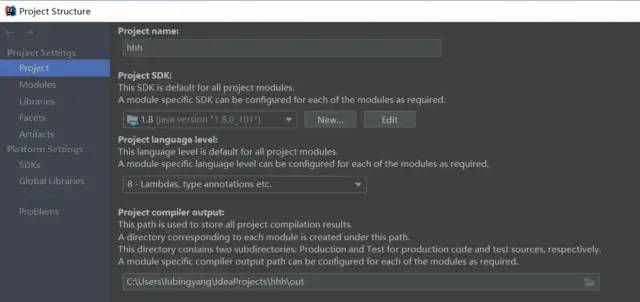 Project Structure
Project Settings
Project
Modules
Libraries
Facets
Artifacts
Platform Settings
SDKs
Global Libraries
Problems
Project name:
hhh
Project SDK:
This SDK is default for all project modules.
A module specific SDK can be configured for each of the modules as required.
1.8 (java version "1.8.0_101")
New...
Edit
Project language level:
This language level is default for all project modules.
A module specific language level can be configured for each of the modules as required.
8 - Lambdas, type annotations etc.
Project compiler output:
This path is used to store all project compilation results.
A directory corresponding to each module is created under this path.
This directory contains two subdirectories: Production and Test for production code and test sources, respectively.
A module specific compiler output path can be configured for each of the modules as required.
C:\Users\lubingyang\IdeaProjects\hhh\out